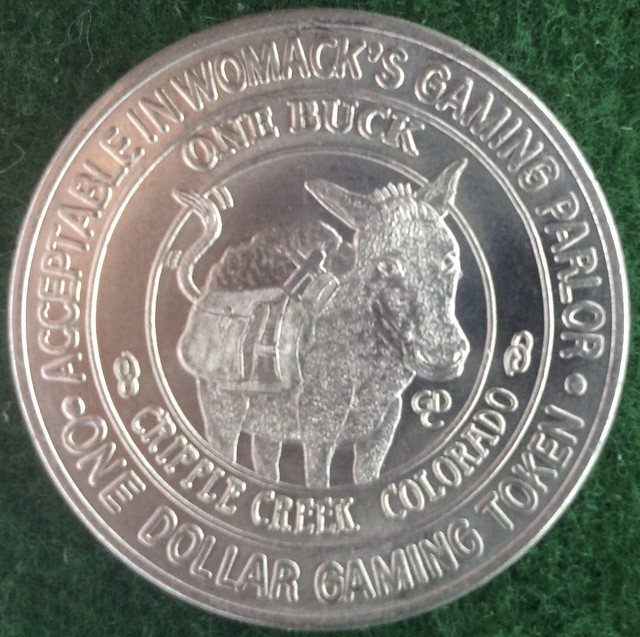 ACCEPTABLE IN WOMACK'S GAMING PARLOR
ONE BUCK
CRIPPLE CREEK COLORADO
• ONE DOLLAR GAMING TOKEN •